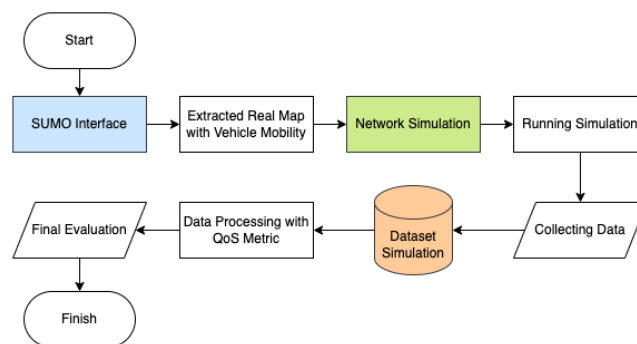 Start
SUMO Interface
Extracted Real Map
with Vehicle Mobility
Network Simulation
Running Simulation
Collecting Data
Dataset
Simulation
Data Processing with
QoS Metric
Final Evaluation
Finish